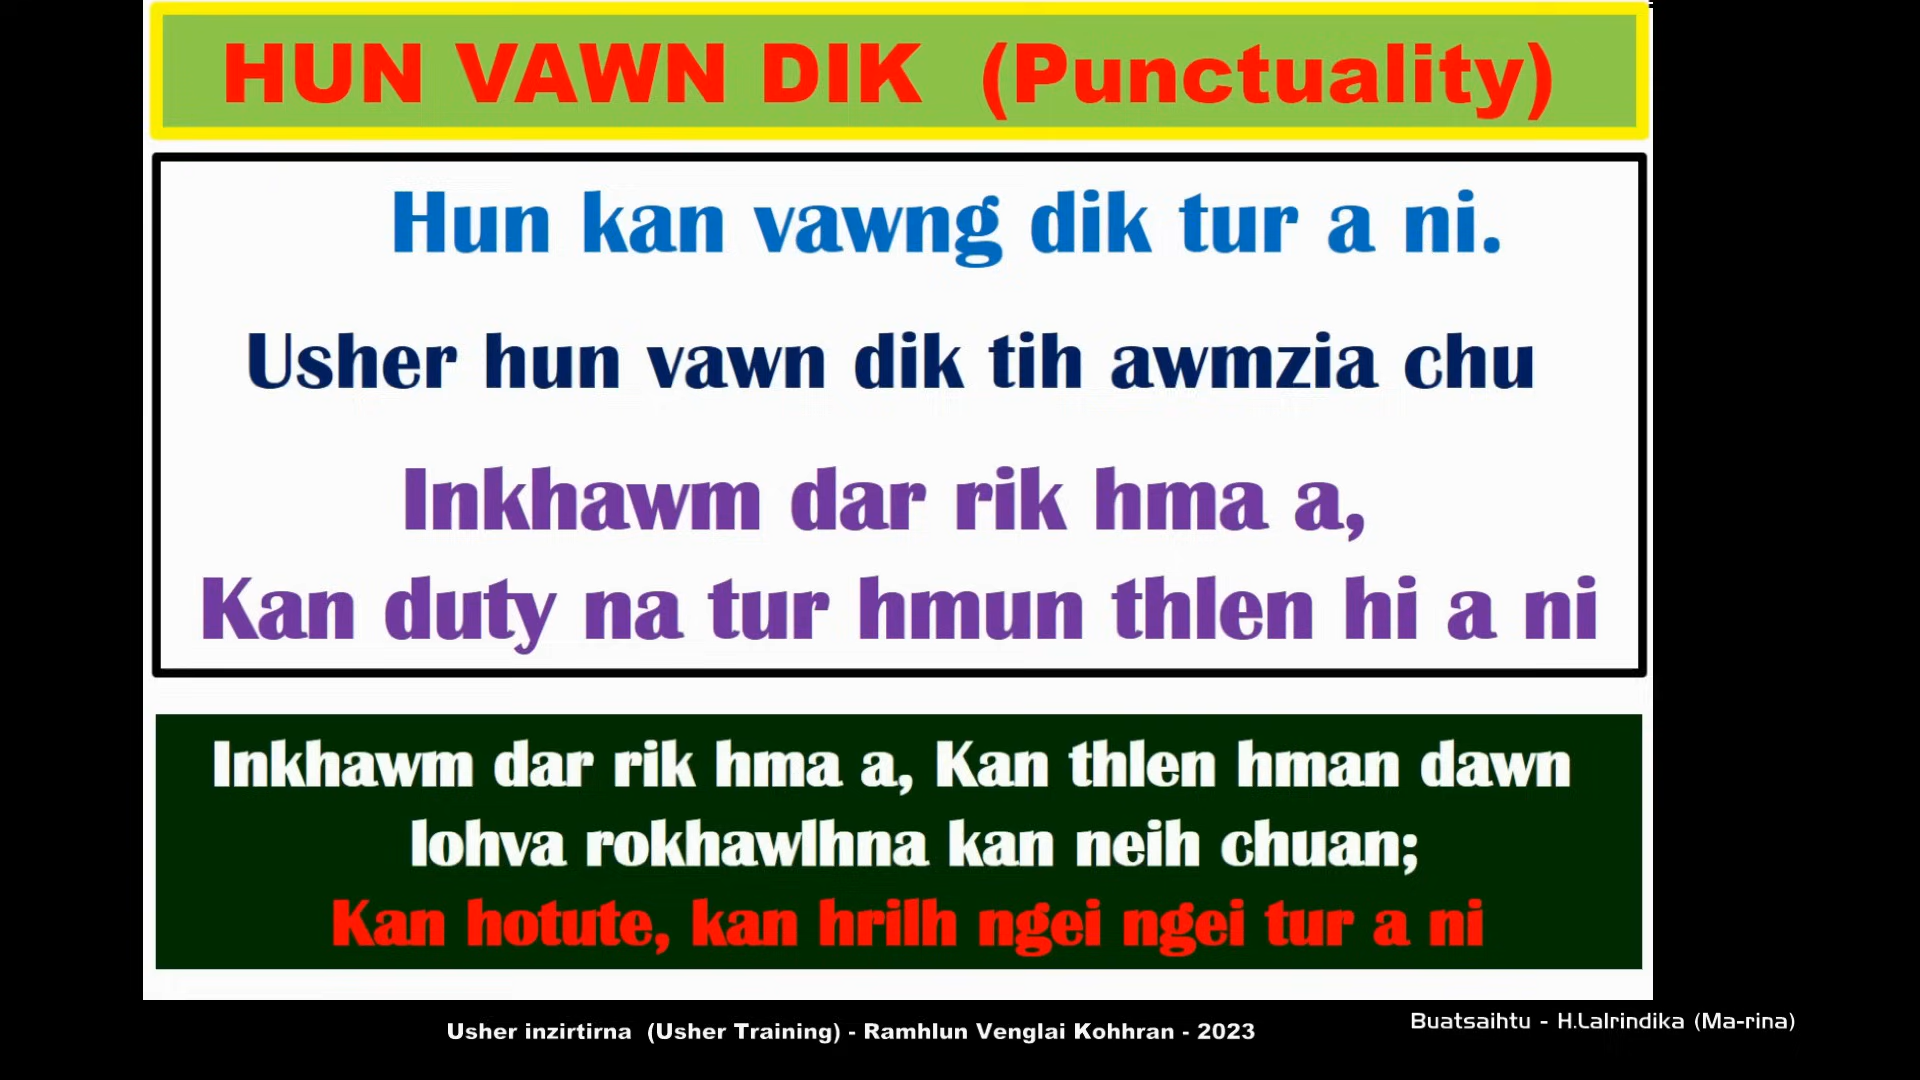 HUN VAWN DIK (Punctuality)
Hun kan vawng dik tur a ni.
Usher hun vawn dik tih awmzia chu
Inkhawm dar rik hma a,
Kan duty na tur hmun thlen hi a ni
Inkhawm dar rik hma a, Kan thlen hman dawn
lohva rokhawlhna kan neih chuan;
Kan hotute, kan hrilh ngei ngei tur a ni
Usher inzirtirna (Usher Training) - Ramhlun Venglai Kohhran - 2023
Buatsaihtu - H.Lalrindika (Ma-rina)